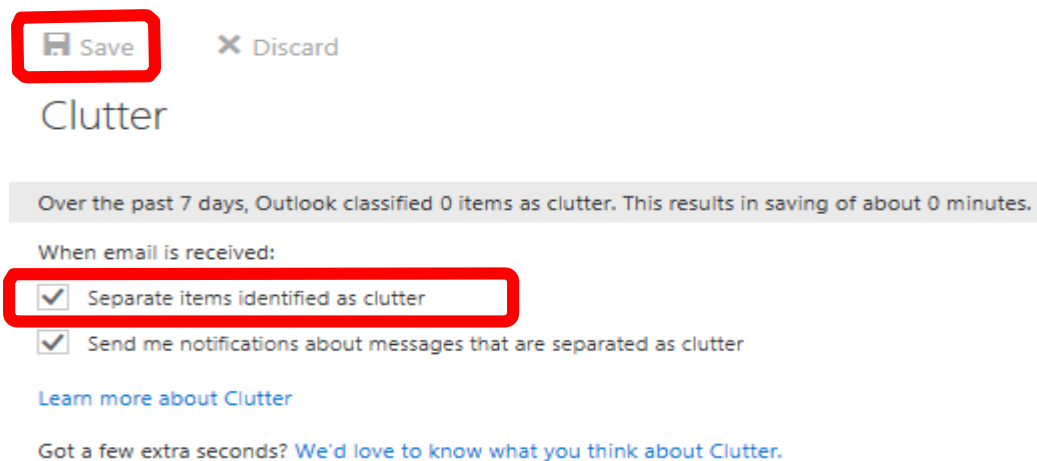 Save Discard
Clutter
Over the past 7 days, Outlook classified 0 items as clutter. This results in saving of about 0 minutes.
When email is received:
Separate items identified as clutter
Send me notifications about messages that are separated as clutter
Learn more about Clutter
Got a few extra seconds? We'd love to know what you think about Clutter.